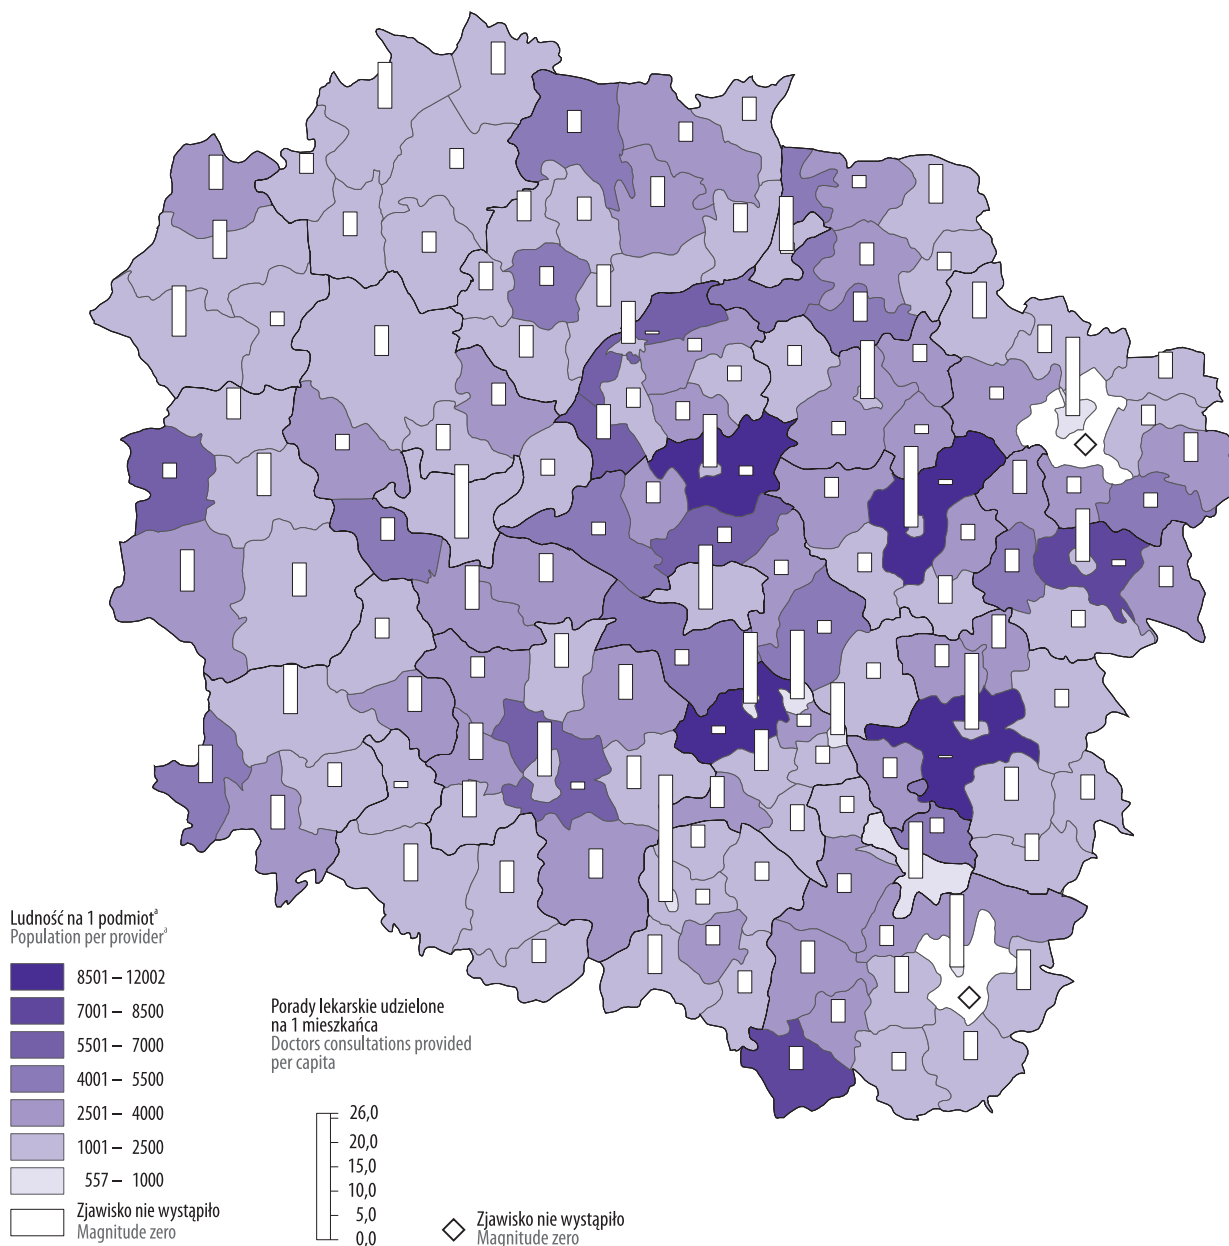 Ludność na 1 podmiotª
Population per providerª
8501 – 12002
7001 – 8500
5501 – 7000
4001 – 5500
2501 – 4000
1001 – 2500
557 – 1000
Zjawisko nie wystąpiło
Magnitude zero
Porady lekarskie udzielone
na 1 mieszkańca
Doctors consultations provided
per capita
26,0
20,0
15,0
10,0
5,0
0,0
Zjawisko nie wystąpiło
Magnitude zero